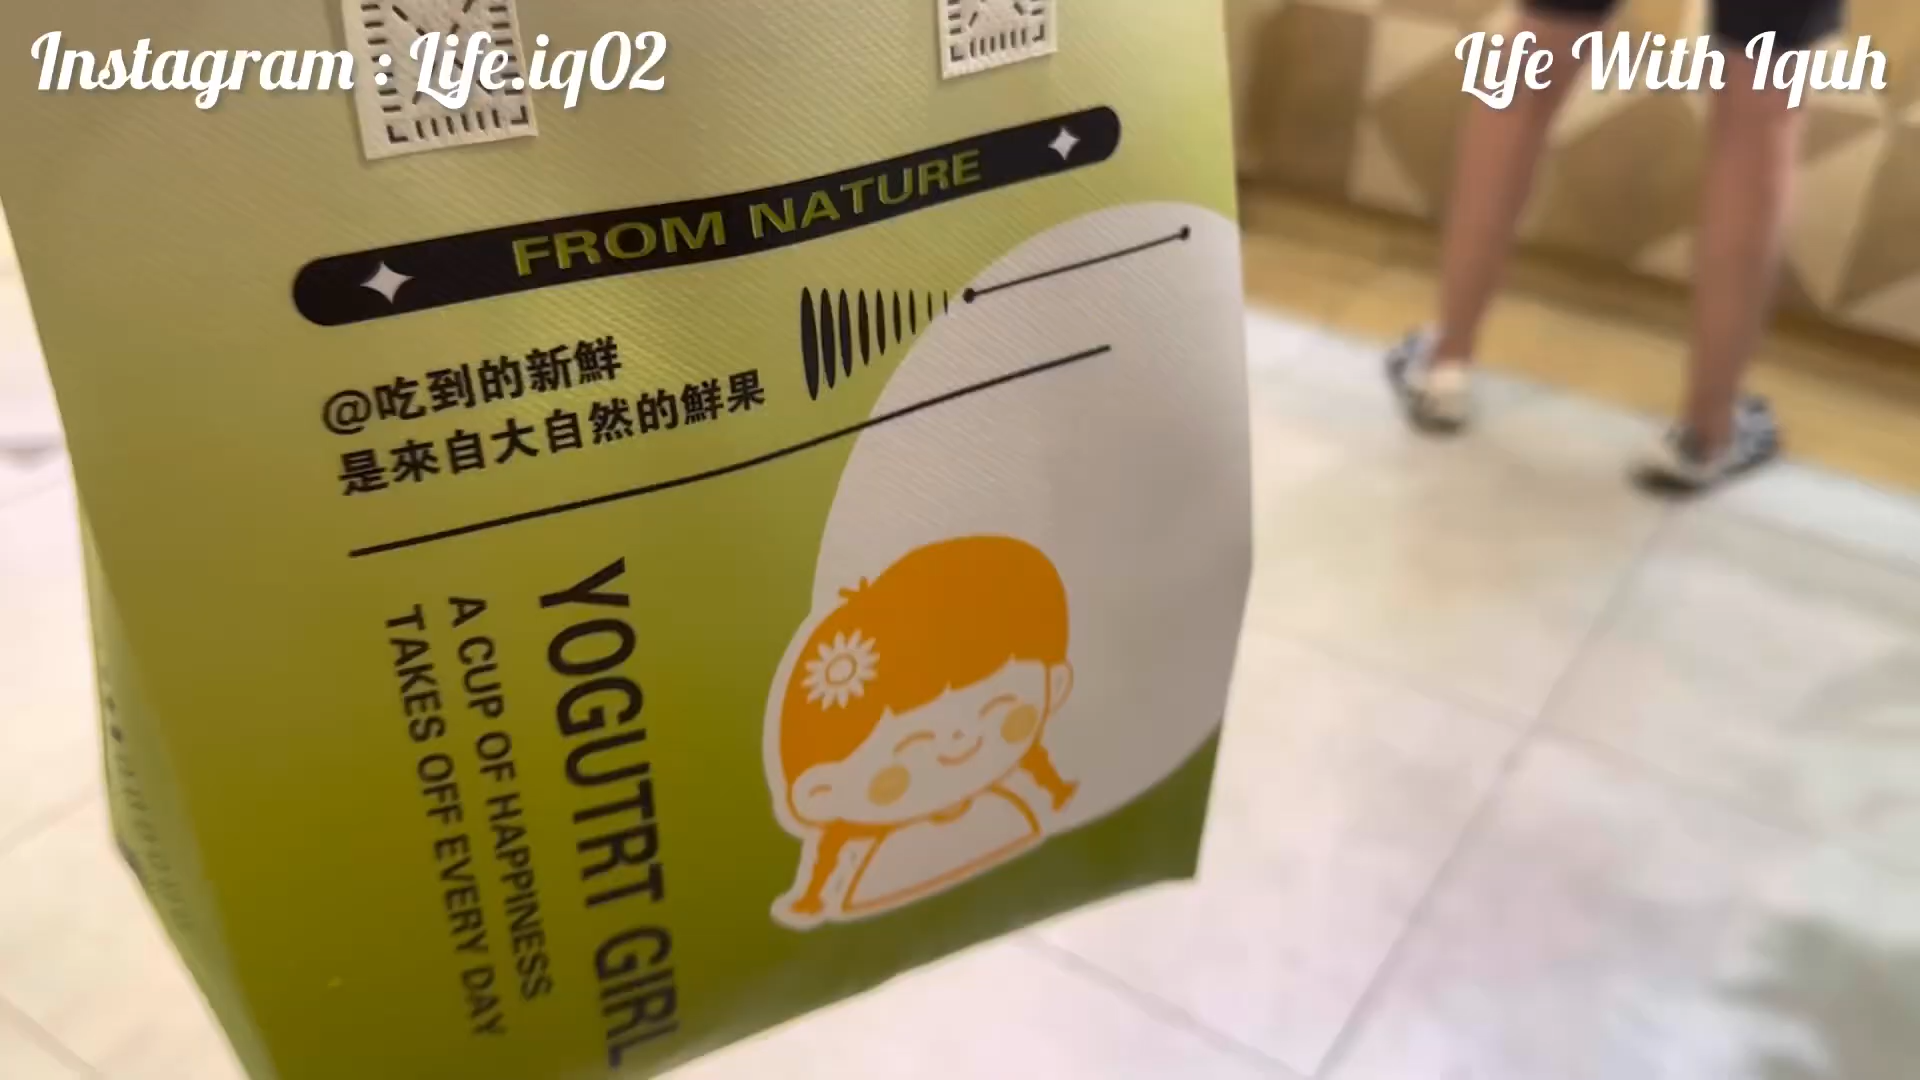 Instagram : Life.iq02
Life With Iquh
FROM NATURE
@吃到的新鮮
是來自大自然的鮮果
YOGUTRT GIRL
A CUP OF HAPPINESS
TAKES OFF EVERY DAY